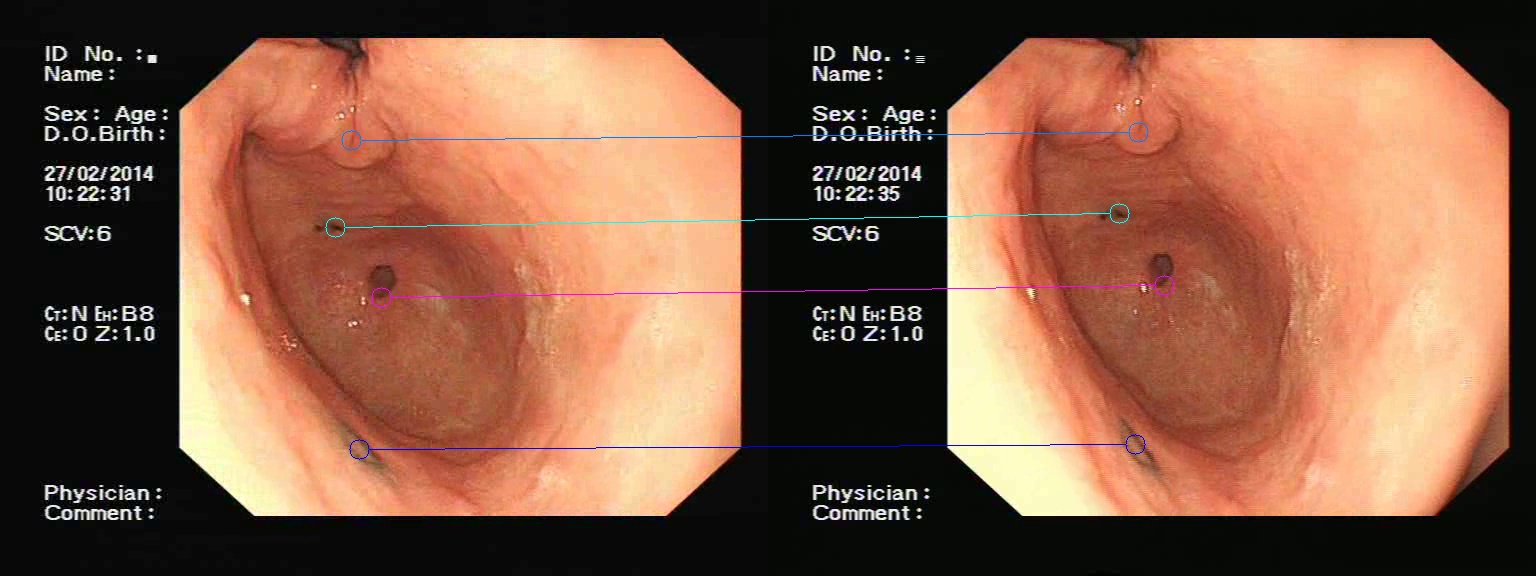 ID No. :
Name:
Sex: Age:
D.O.Birth:
27/02/2014
10:22:31
SCV:6
CT:N EH:B8
CE:0 Z:1.0
Physician:
Comment:
ID No. :
Name:
Sex: Age:
D.O.Birth:
27/02/2014
10:22:35
SCV:6
CT:N EH:B8
CE:0 Z:1.0
Physician:
Comment: